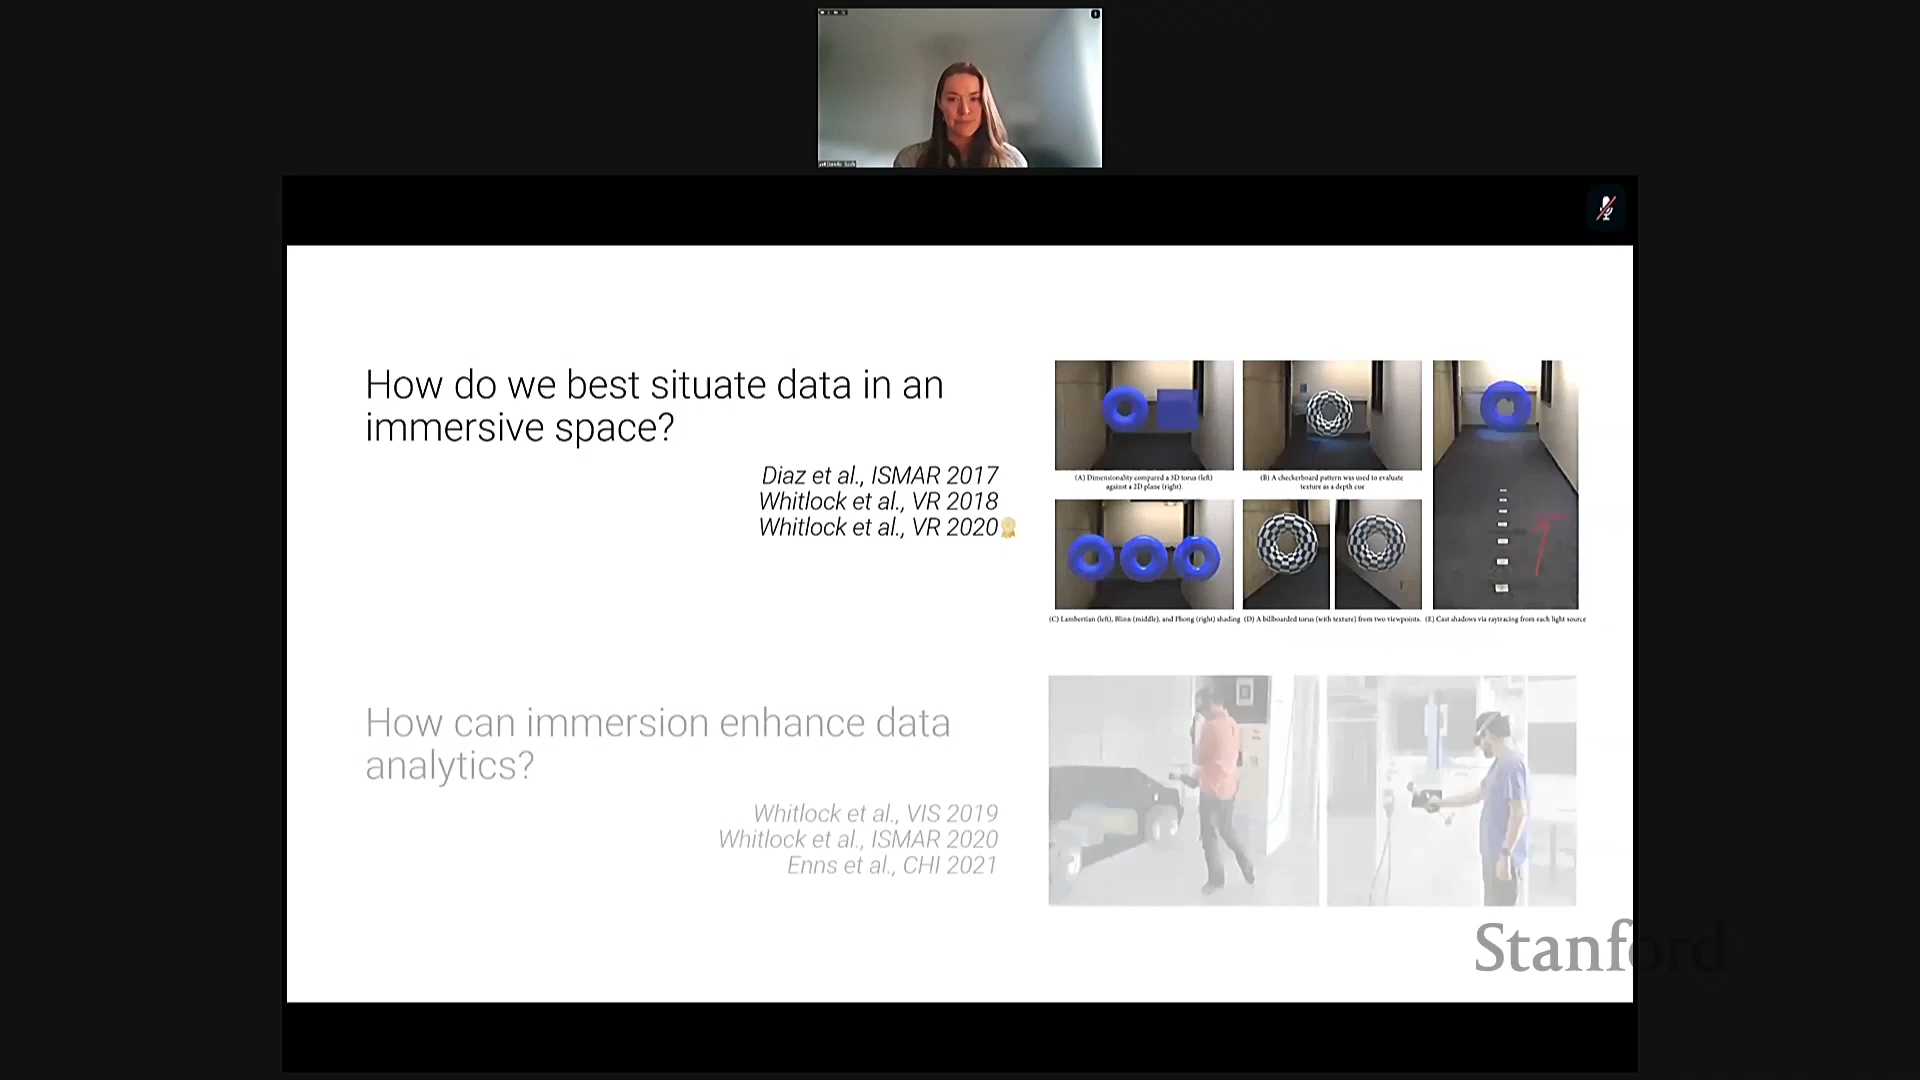 How do we best situate data in an
immersive space?
Diaz et al., ISMAR 2017
Whitlock et al., VR 2018
Whitlock et al., VR 2020
(A) Dimensionality compared a 3D torus (left)
against a 2D plane (right).
(B) A checkerboard pattern was used to evaluate
texture as a depth cue
(C) Lambertian (left), Blinn (middle), and Phong (right) shading
(D) A billboarded torus (with texture) from two viewpoints.
(E) Cast shadows via raytracing from each light source
How can immersion enhance data
analytics?
Whitlock et al., VIS 2019
Whitlock et al., ISMAR 2020
Enns et al., CHI 2021
Stanford